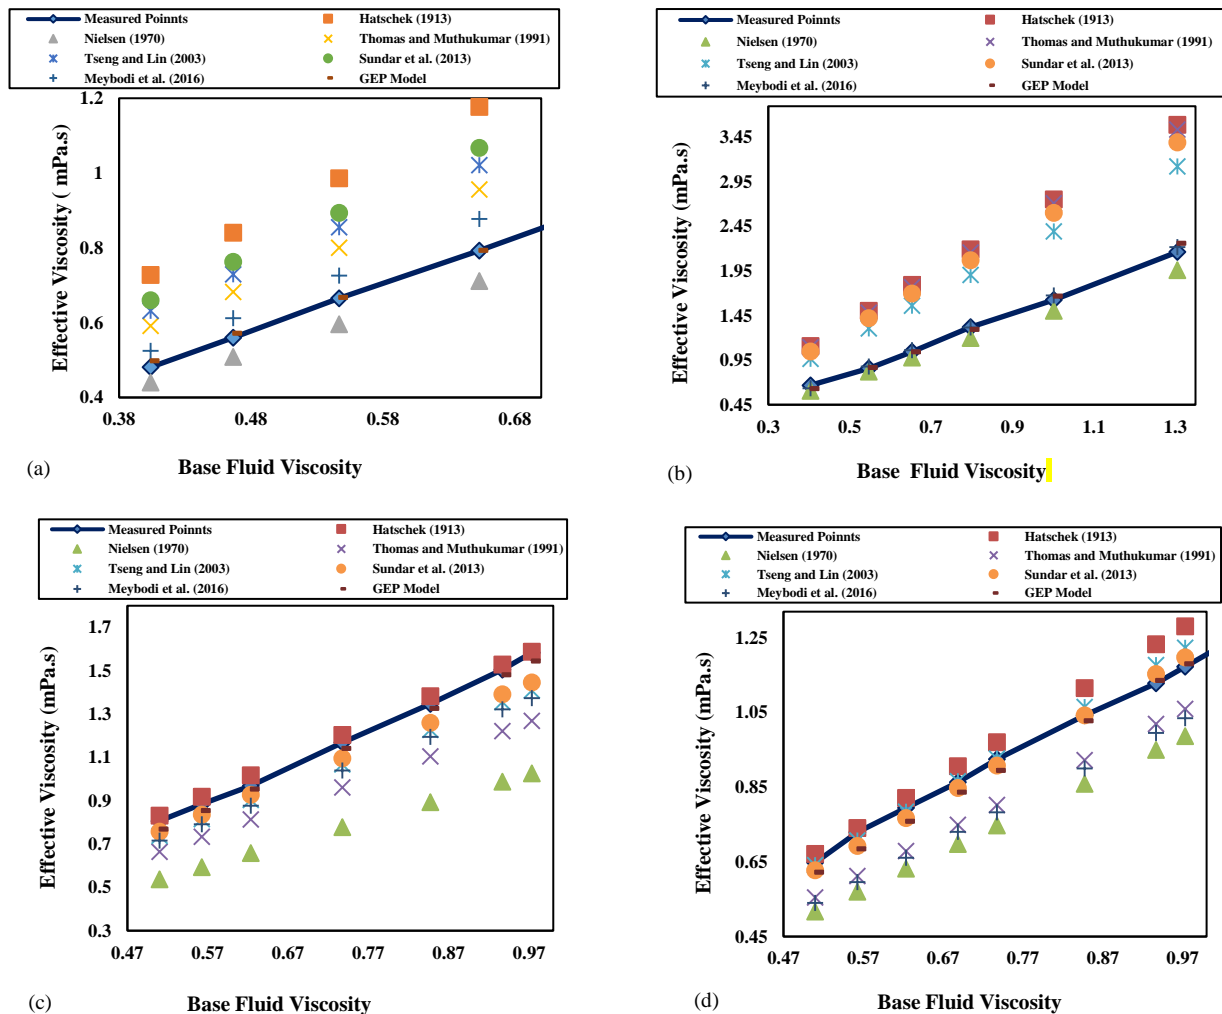 Measured Poinnts
Hatschek (1913)
Nielsen (1970)
Thomas and Muthukumar (1991)
Tseng and Lin (2003)
Sundar et al. (2013)
Meybodi et al. (2016)
GEP Model
1.2
1
0.8
0.6
0.4
0.38
0.48
0.58
0.68
Effective Viscosity ( mPa.s)
Base Fluid Viscosity
(a)
Measured Poinnts
Hatschek (1913)
Nielsen (1970)
Thomas and Muthukumar (1991)
Tseng and Lin (2003)
Sundar et al. (2013)
Meybodi et al. (2016)
GEP Model
3.45
2.95
2.45
1.95
1.45
0.95
0.45
0.3
0.5
0.7
0.9
1.1
1.3
Effective Viscosity (mPa.s)
Base Fluid Viscosity
(b)
Measured Poinnts
Hatschek (1913)
Nielsen (1970)
Thomas and Muthukumar (1991)
Tseng and Lin (2003)
Sundar et al. (2013)
Meybodi et al. (2016)
GEP Model
1.7
1.5
1.3
1.1
0.9
0.7
0.5
0.3
0.47
0.57
0.67
0.77
0.87
0.97
Effective Viscosity (mPa.s)
Base Fluid Viscosity
(c)
Measured Poinnts
Hatschek (1913)
Nielsen (1970)
Thomas and Muthukumar (1991)
Tseng and Lin (2003)
Sundar et al. (2013)
Meybodi et al. (2016)
GEP Model
1.25
1.05
0.85
0.65
0.45
0.47
0.57
0.67
0.77
0.87
0.97
Effective Viscosity (mPa.s)
Base Fluid Viscosity
(d)